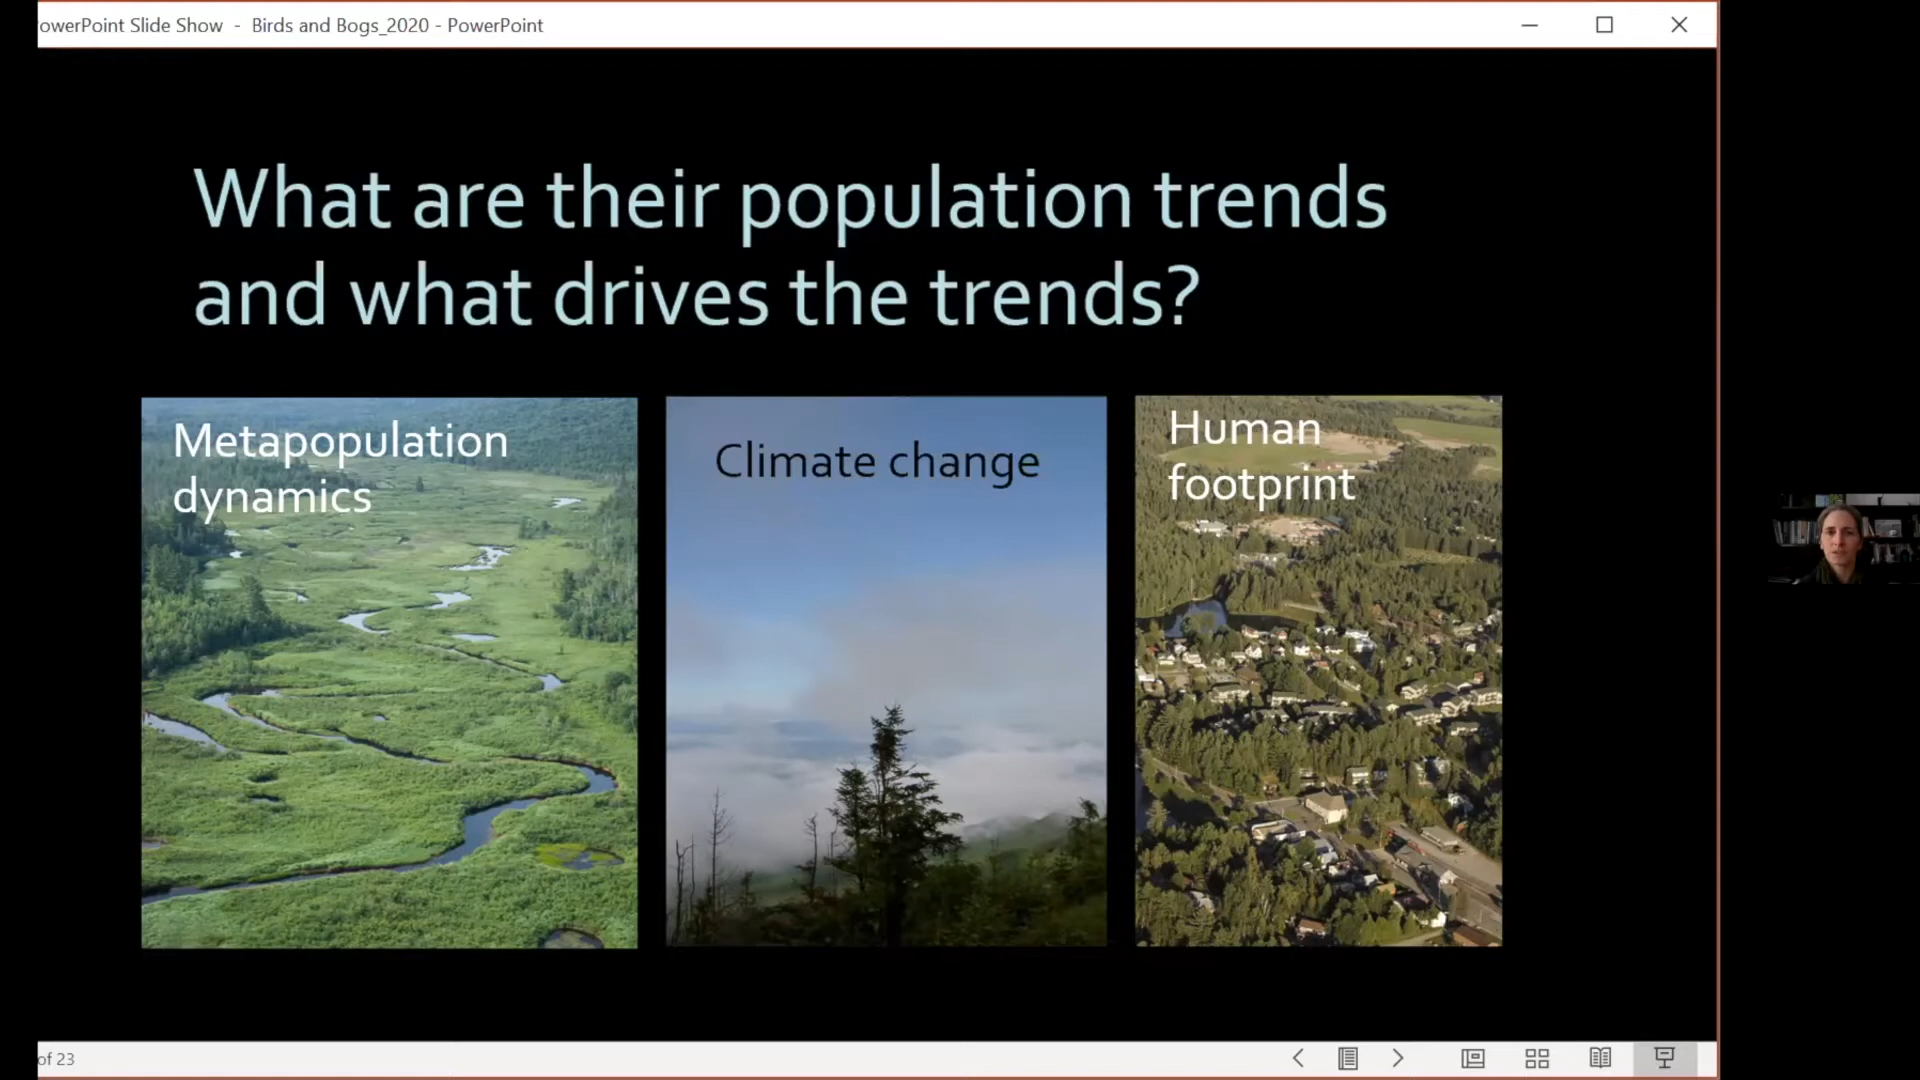 owerPoint Slide Show - Birds and Bogs_2020 - PowerPoint
What are their population trends
and what drives the trends?
Metapopulation
dynamics
Climate change
Human
footprint
of 23